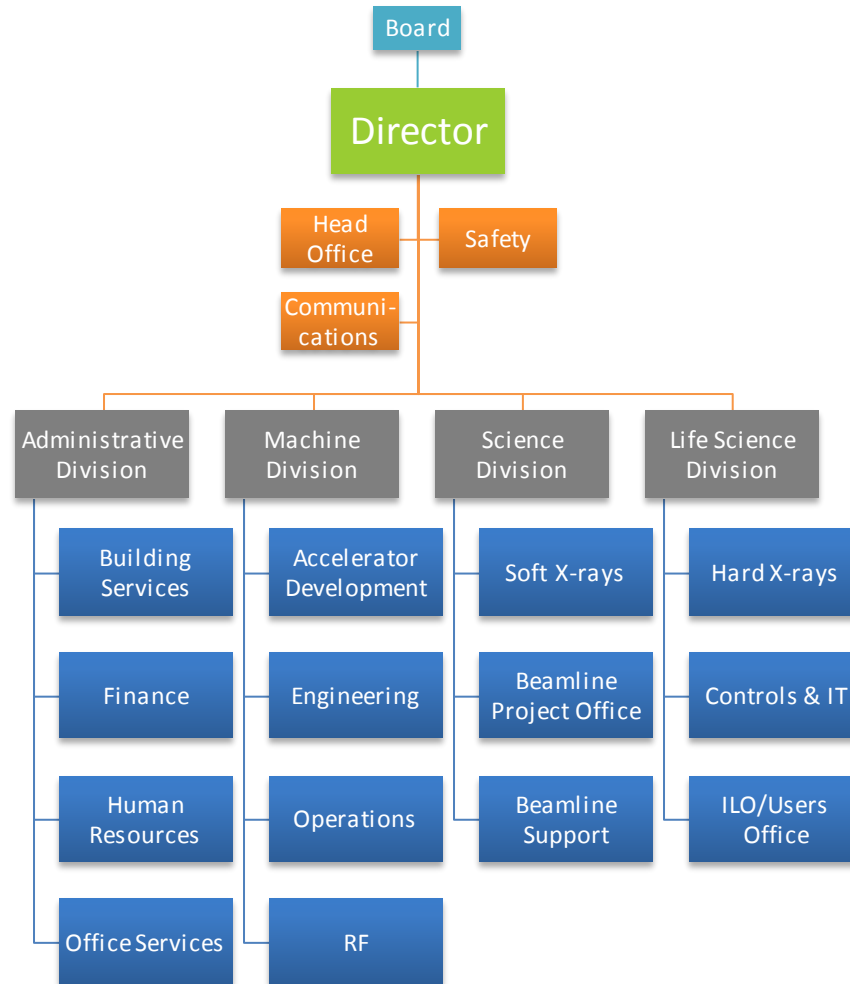 Board
Director
Head
Office
Safety
Communi-
cations
Administrative
Division
Machine
Division
Science
Division
Life Science
Division
Building
Services
Accelerator
Development
Soft X-rays
Hard X-rays
Finance
Engineering
Beamline
Project Office
Controls & IT
Human
Resources
Operations
Beamline
Support
ILO/Users
Office
Office Services
RF